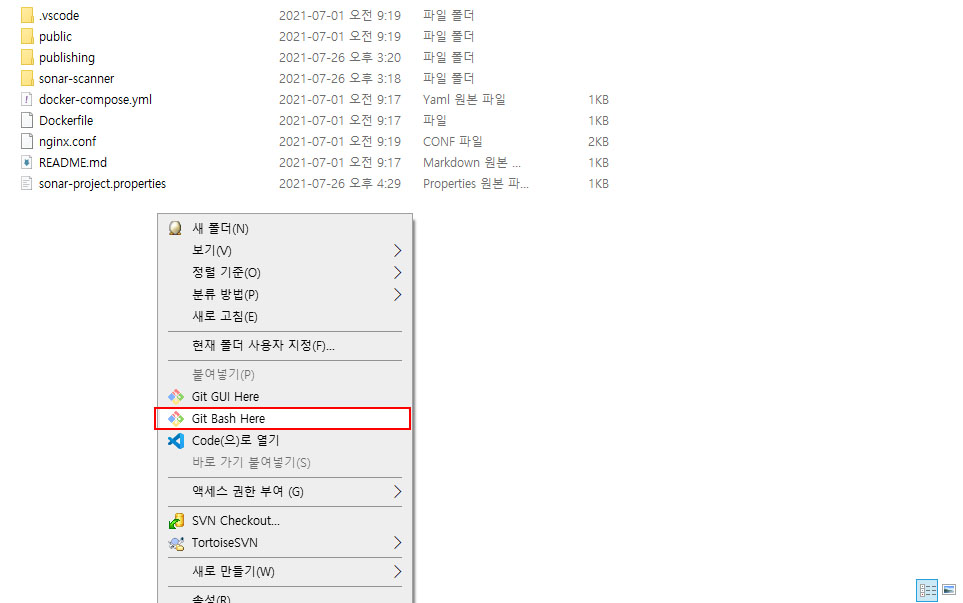 .vscode 2021-07-01 오전 9:19 파일 폴더
public 2021-07-01 오전 9:19 파일 폴더
publishing 2021-07-26 오후 3:20 파일 폴더
sonar-scanner 2021-07-26 오후 3:18 파일 폴더
docker-compose.yml 2021-07-01 오전 9:17 Yaml 원본 파일 1KB
Dockerfile 2021-07-01 오전 9:17 파일 1KB
nginx.conf 2021-07-01 오전 9:19 CONF 파일 2KB
README.md 2021-07-01 오전 9:17 Markdown 원본 ... 1KB
sonar-project.properties 2021-07-26 오후 4:29 Properties 원본 파... 1KB
새 폴더(N)
보기(V)
정렬 기준(O)
분류 방법(P)
새로 고침(E)
현재 폴더 사용자 지정(F)...
붙여넣기(P)
Git GUI Here
Git Bash Here
Code(으)로 열기
바로 가기 붙여넣기(S)
액세스 권한 부여 (G)
SVN Checkout...
TortoiseSVN
새로 만들기(W)
속성(R)